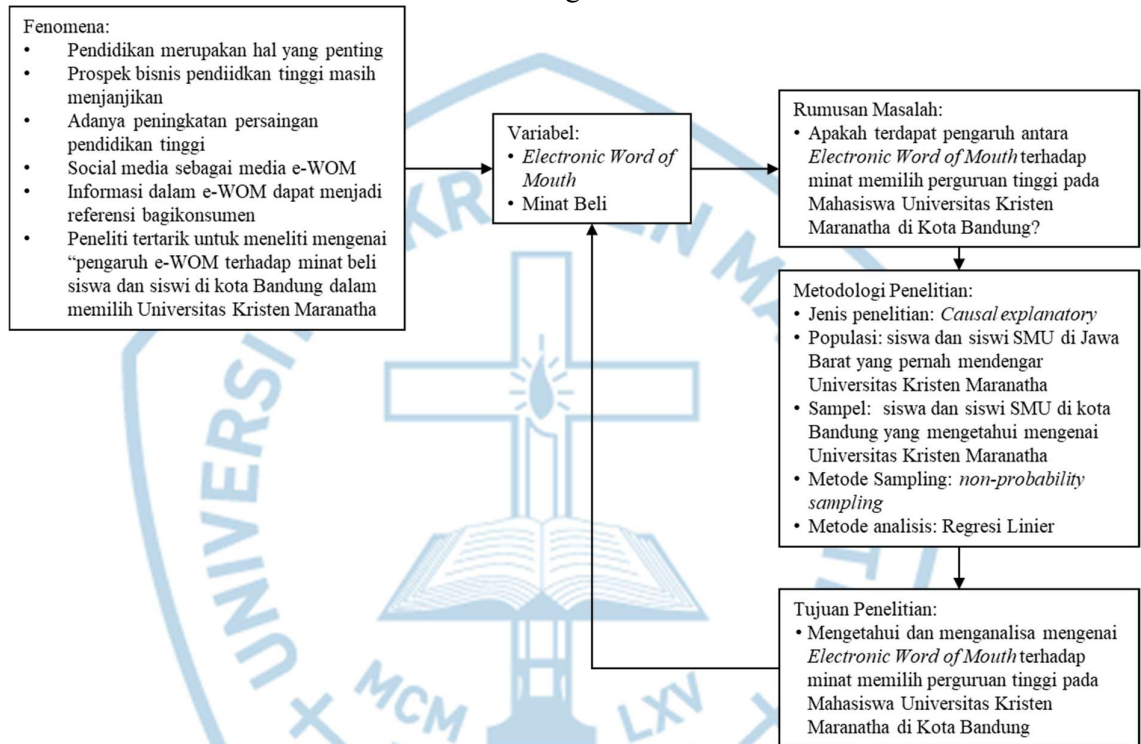 Fenomena:
• Pendidikan merupakan hal yang penting
• Prospek bisnis pendiidkan tinggi masih
menjanjikan
• Adanya peningkatan persaingan
pendidikan tinggi
• Social media sebagai media e-WOM
• Informasi dalam e-WOM dapat menjadi
referensi bagikonsumen
• Peneliti tertarik untuk meneliti mengenai
“pengaruh e-WOM terhadap minat beli
siswa dan siswi di kota Bandung dalam
memilih Universitas Kristen Maranatha
Variabel:
• Electronic Word of
Mouth
• Minat Beli
Rumusan Masalah:
• Apakah terdapat pengaruh antara
Electronic Word of Mouth terhadap
minat memilih perguruan tinggi pada
Mahasiswa Universitas Kristen
Maranatha di Kota Bandung?
Metodologi Penelitian:
• Jenis penelitian: Causal explanatory
• Populasi: siswa dan siswi SMU di Jawa
Barat yang pernah mendengar
Universitas Kristen Maranatha
• Sampel: siswa dan siswi SMU di kota
Bandung yang mengetahui mengenai
Universitas Kristen Maranatha
• Metode Sampling: non-probability
sampling
• Metode analisis: Regresi Linier
Tujuan Penelitian:
• Mengetahui dan menganalisa mengenai
Electronic Word of Mouth terhadap
minat memilih perguruan tinggi pada
Mahasiswa Universitas Kristen
Maranatha di Kota Bandung
MCM LXV